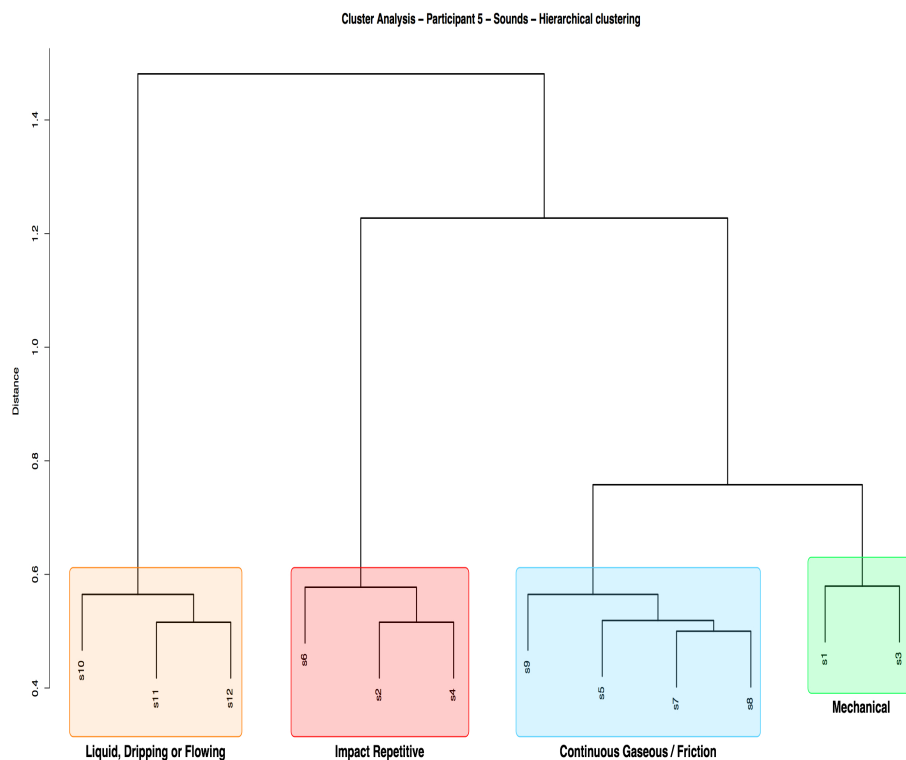 Cluster Analysis – Participant 5 – Sounds – Hierarchical clustering
Distance
1.4
1.2
1.0
0.8
0.6
0.4
s10
s11
s12
s6
s2
s4
s9
s5
s7
s8
s1
s3
Liquid, Dripping or Flowing
Impact Repetitive
Continuous Gaseous / Friction
Mechanical